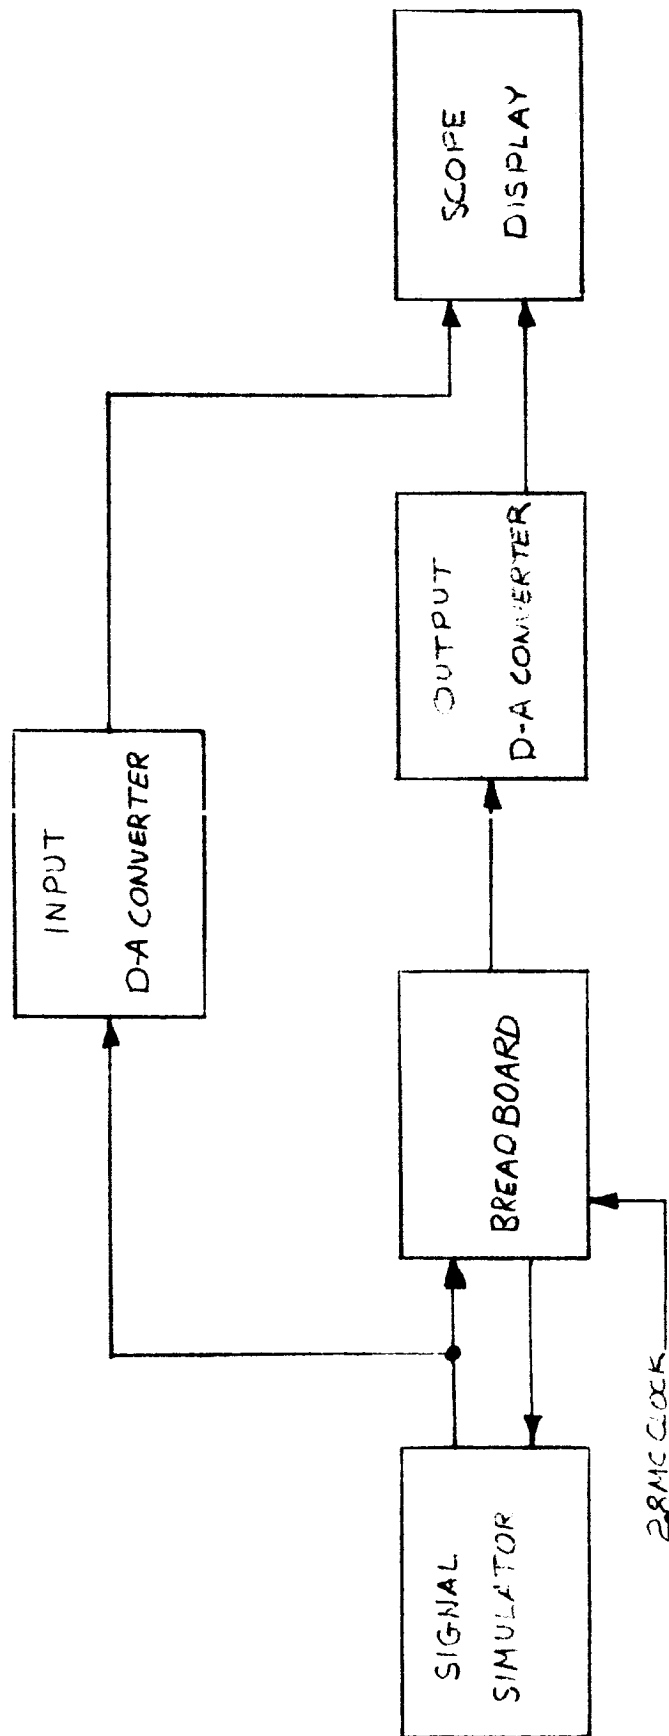 INPUT
D-A CONVERTER
SIGNAL
SIMULATOR
BREADBOARD
OUTPUT
D-A CONVERTER
SCOPE
DISPLAY
28MC CLOCK